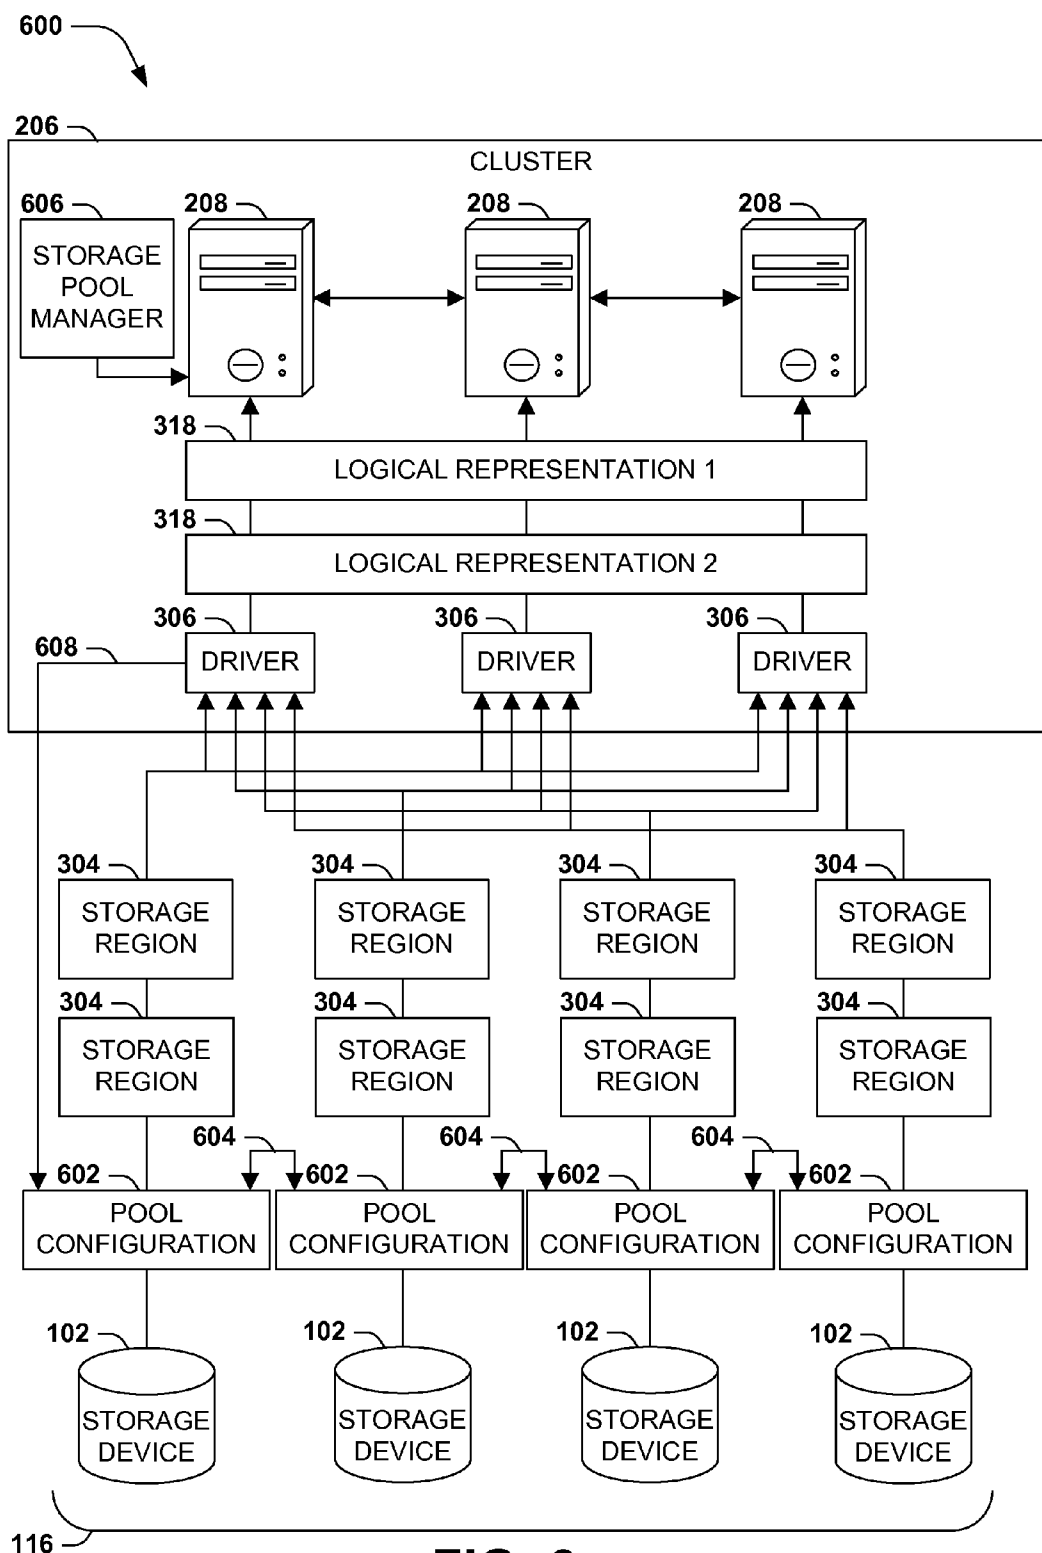 600
206
CLUSTER
606
208
208
208
STORAGE
POOL
MANAGER
318
LOGICAL REPRESENTATION 1
318
LOGICAL REPRESENTATION 2
306
306
306
608
DRIVER
DRIVER
DRIVER
304
304
304
304
STORAGE
REGION
STORAGE
REGION
STORAGE
REGION
STORAGE
REGION
304
304
304
304
STORAGE
REGION
STORAGE
REGION
STORAGE
REGION
STORAGE
REGION
604
604
604
602
602
602
602
POOL
CONFIGURATION
POOL
CONFIGURATION
POOL
CONFIGURATION
POOL
CONFIGURATION
102
102
102
102
STORAGE
DEVICE
STORAGE
DEVICE
STORAGE
DEVICE
STORAGE
DEVICE
116